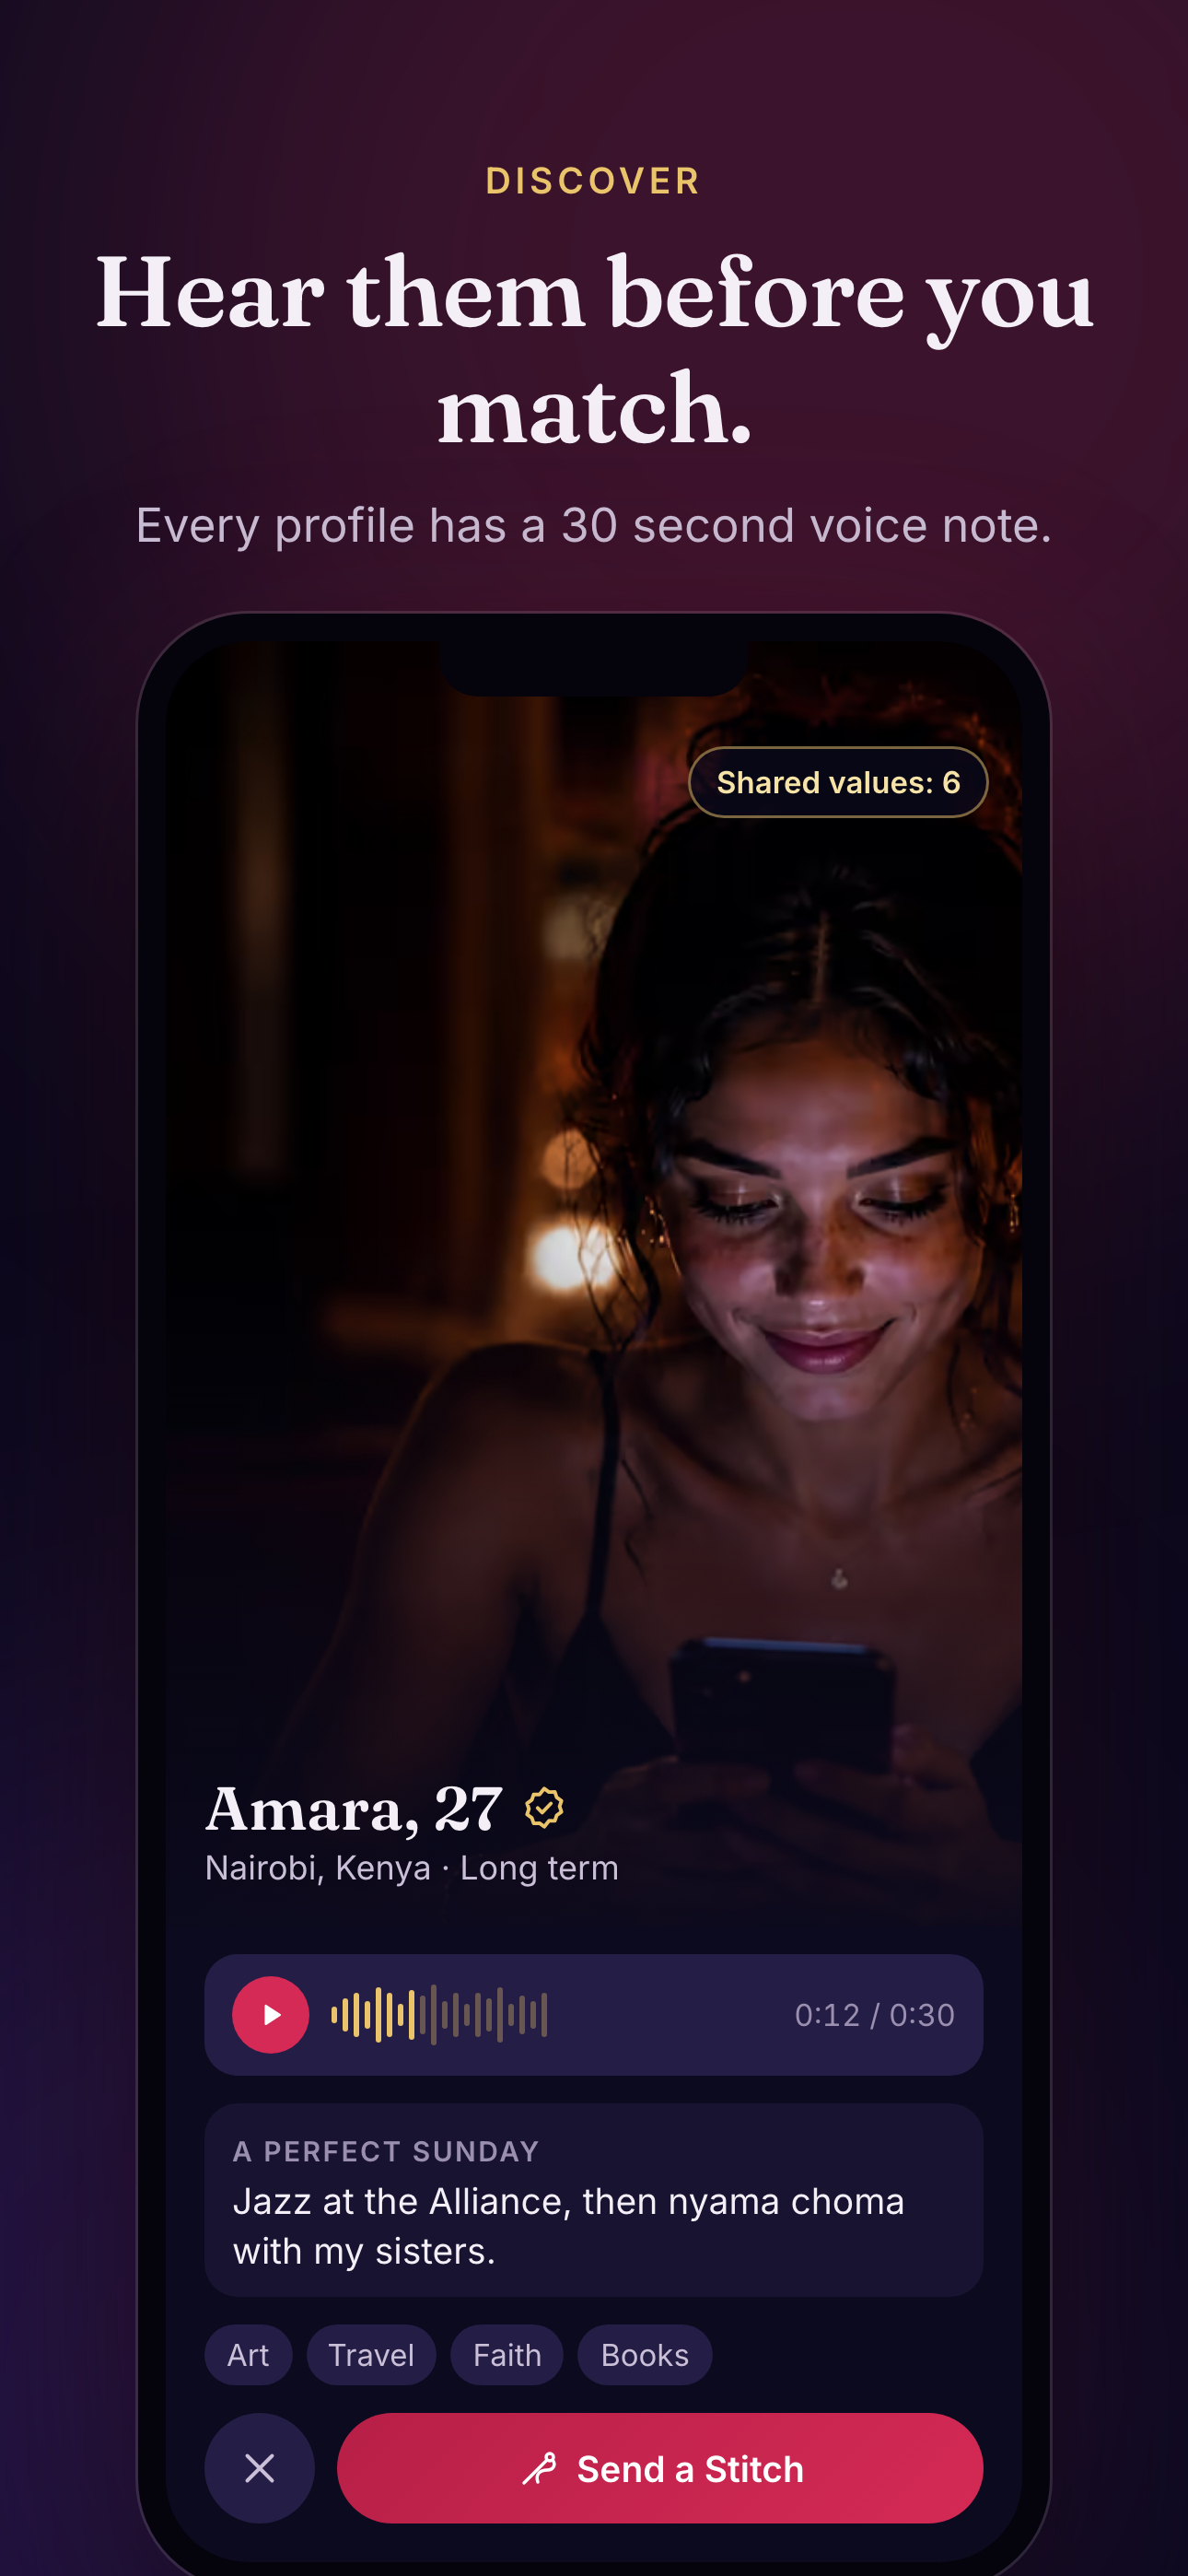 DISCOVER
Hear them before you
match.
Every profile has a 30 second voice note.
Shared values: 6
Amara, 27
Nairobi, Kenya · Long term
0:12 / 0:30
A PERFECT SUNDAY
Jazz at the Alliance, then nyama choma
with my sisters.
Art Travel Faith Books
Send a Stitch